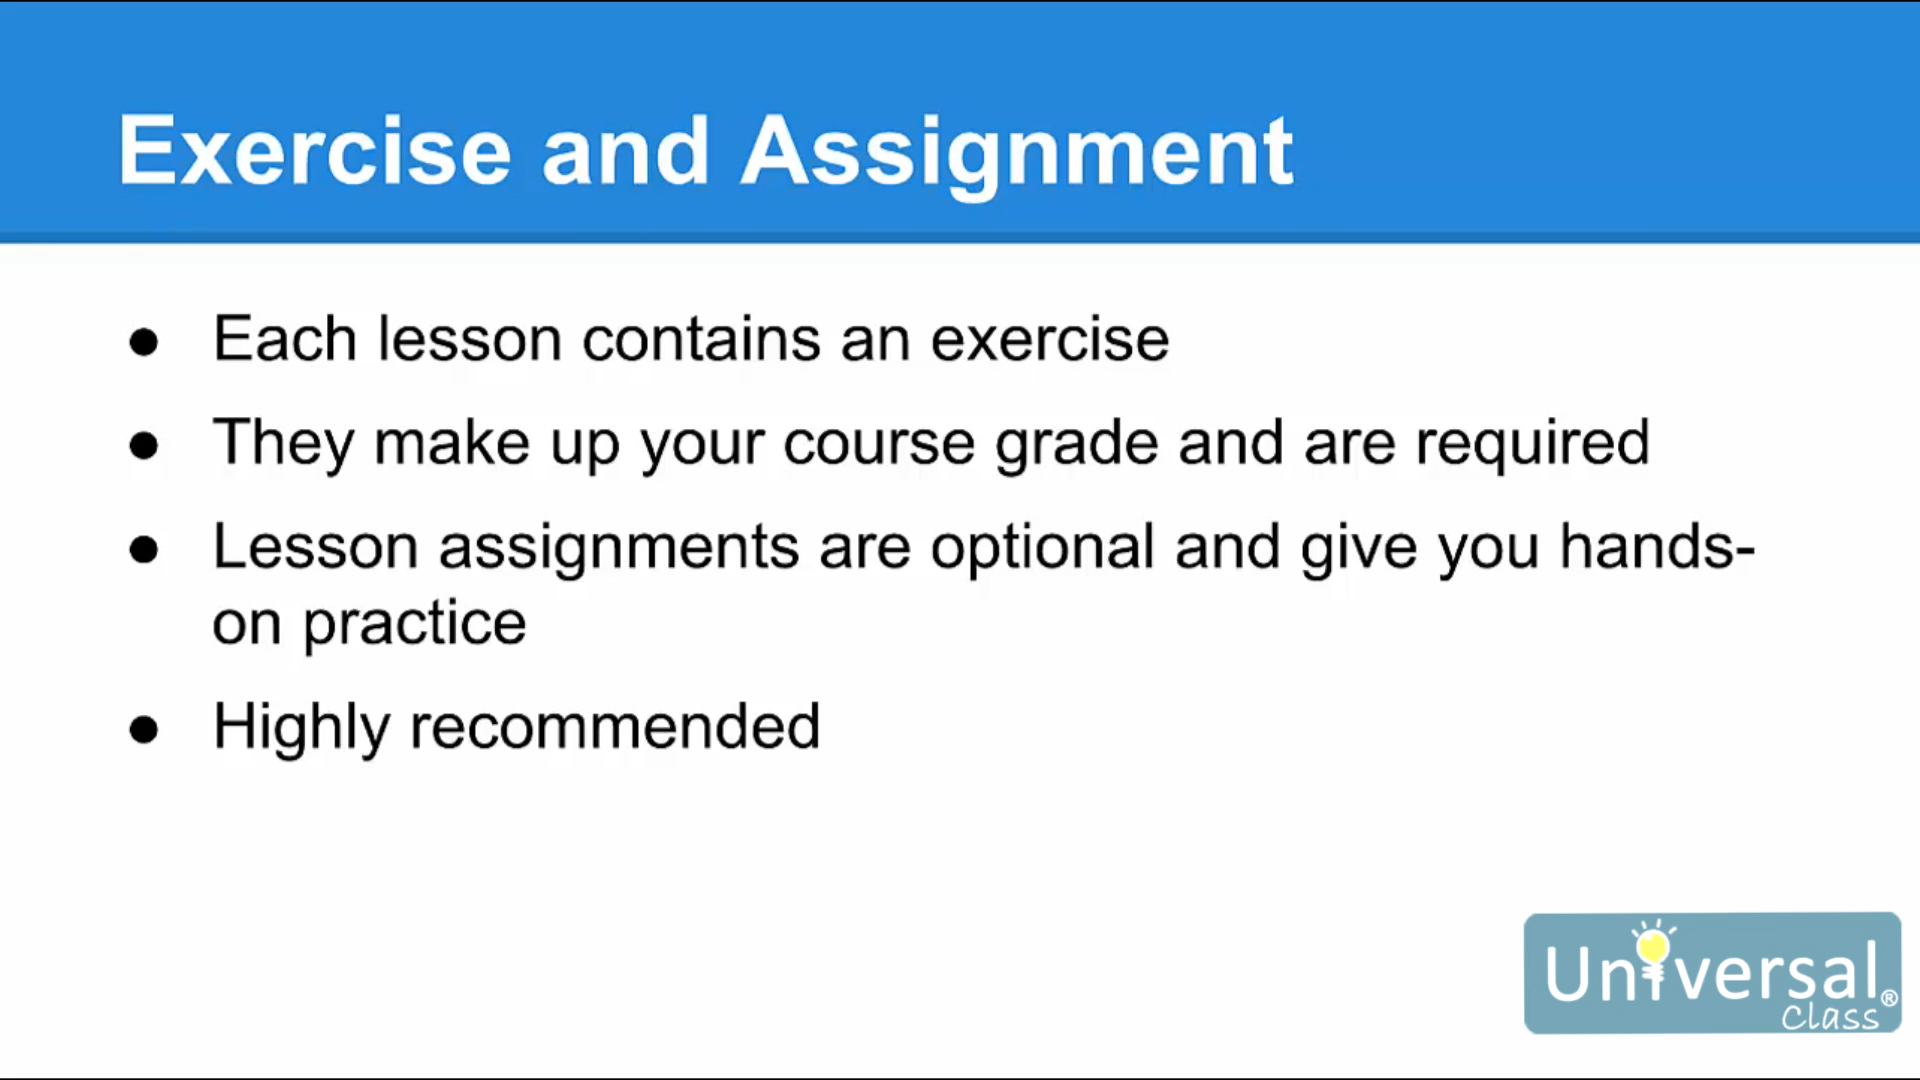 Exercise and Assignment
● Each lesson contains an exercise
● They make up your course grade and are required
● Lesson assignments are optional and give you hands-
on practice
● Highly recommended
Universal®
Class